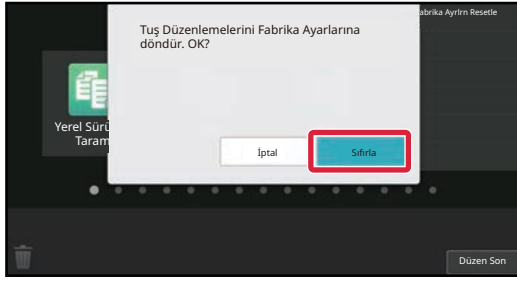 abrika Ayrlrn Resetle
Tuş Düzenlemelerini Fabrika Ayarlarına
döndür. OK?
Yerel Sürü
Taram
İptal
Sıfırla
Düzen Son